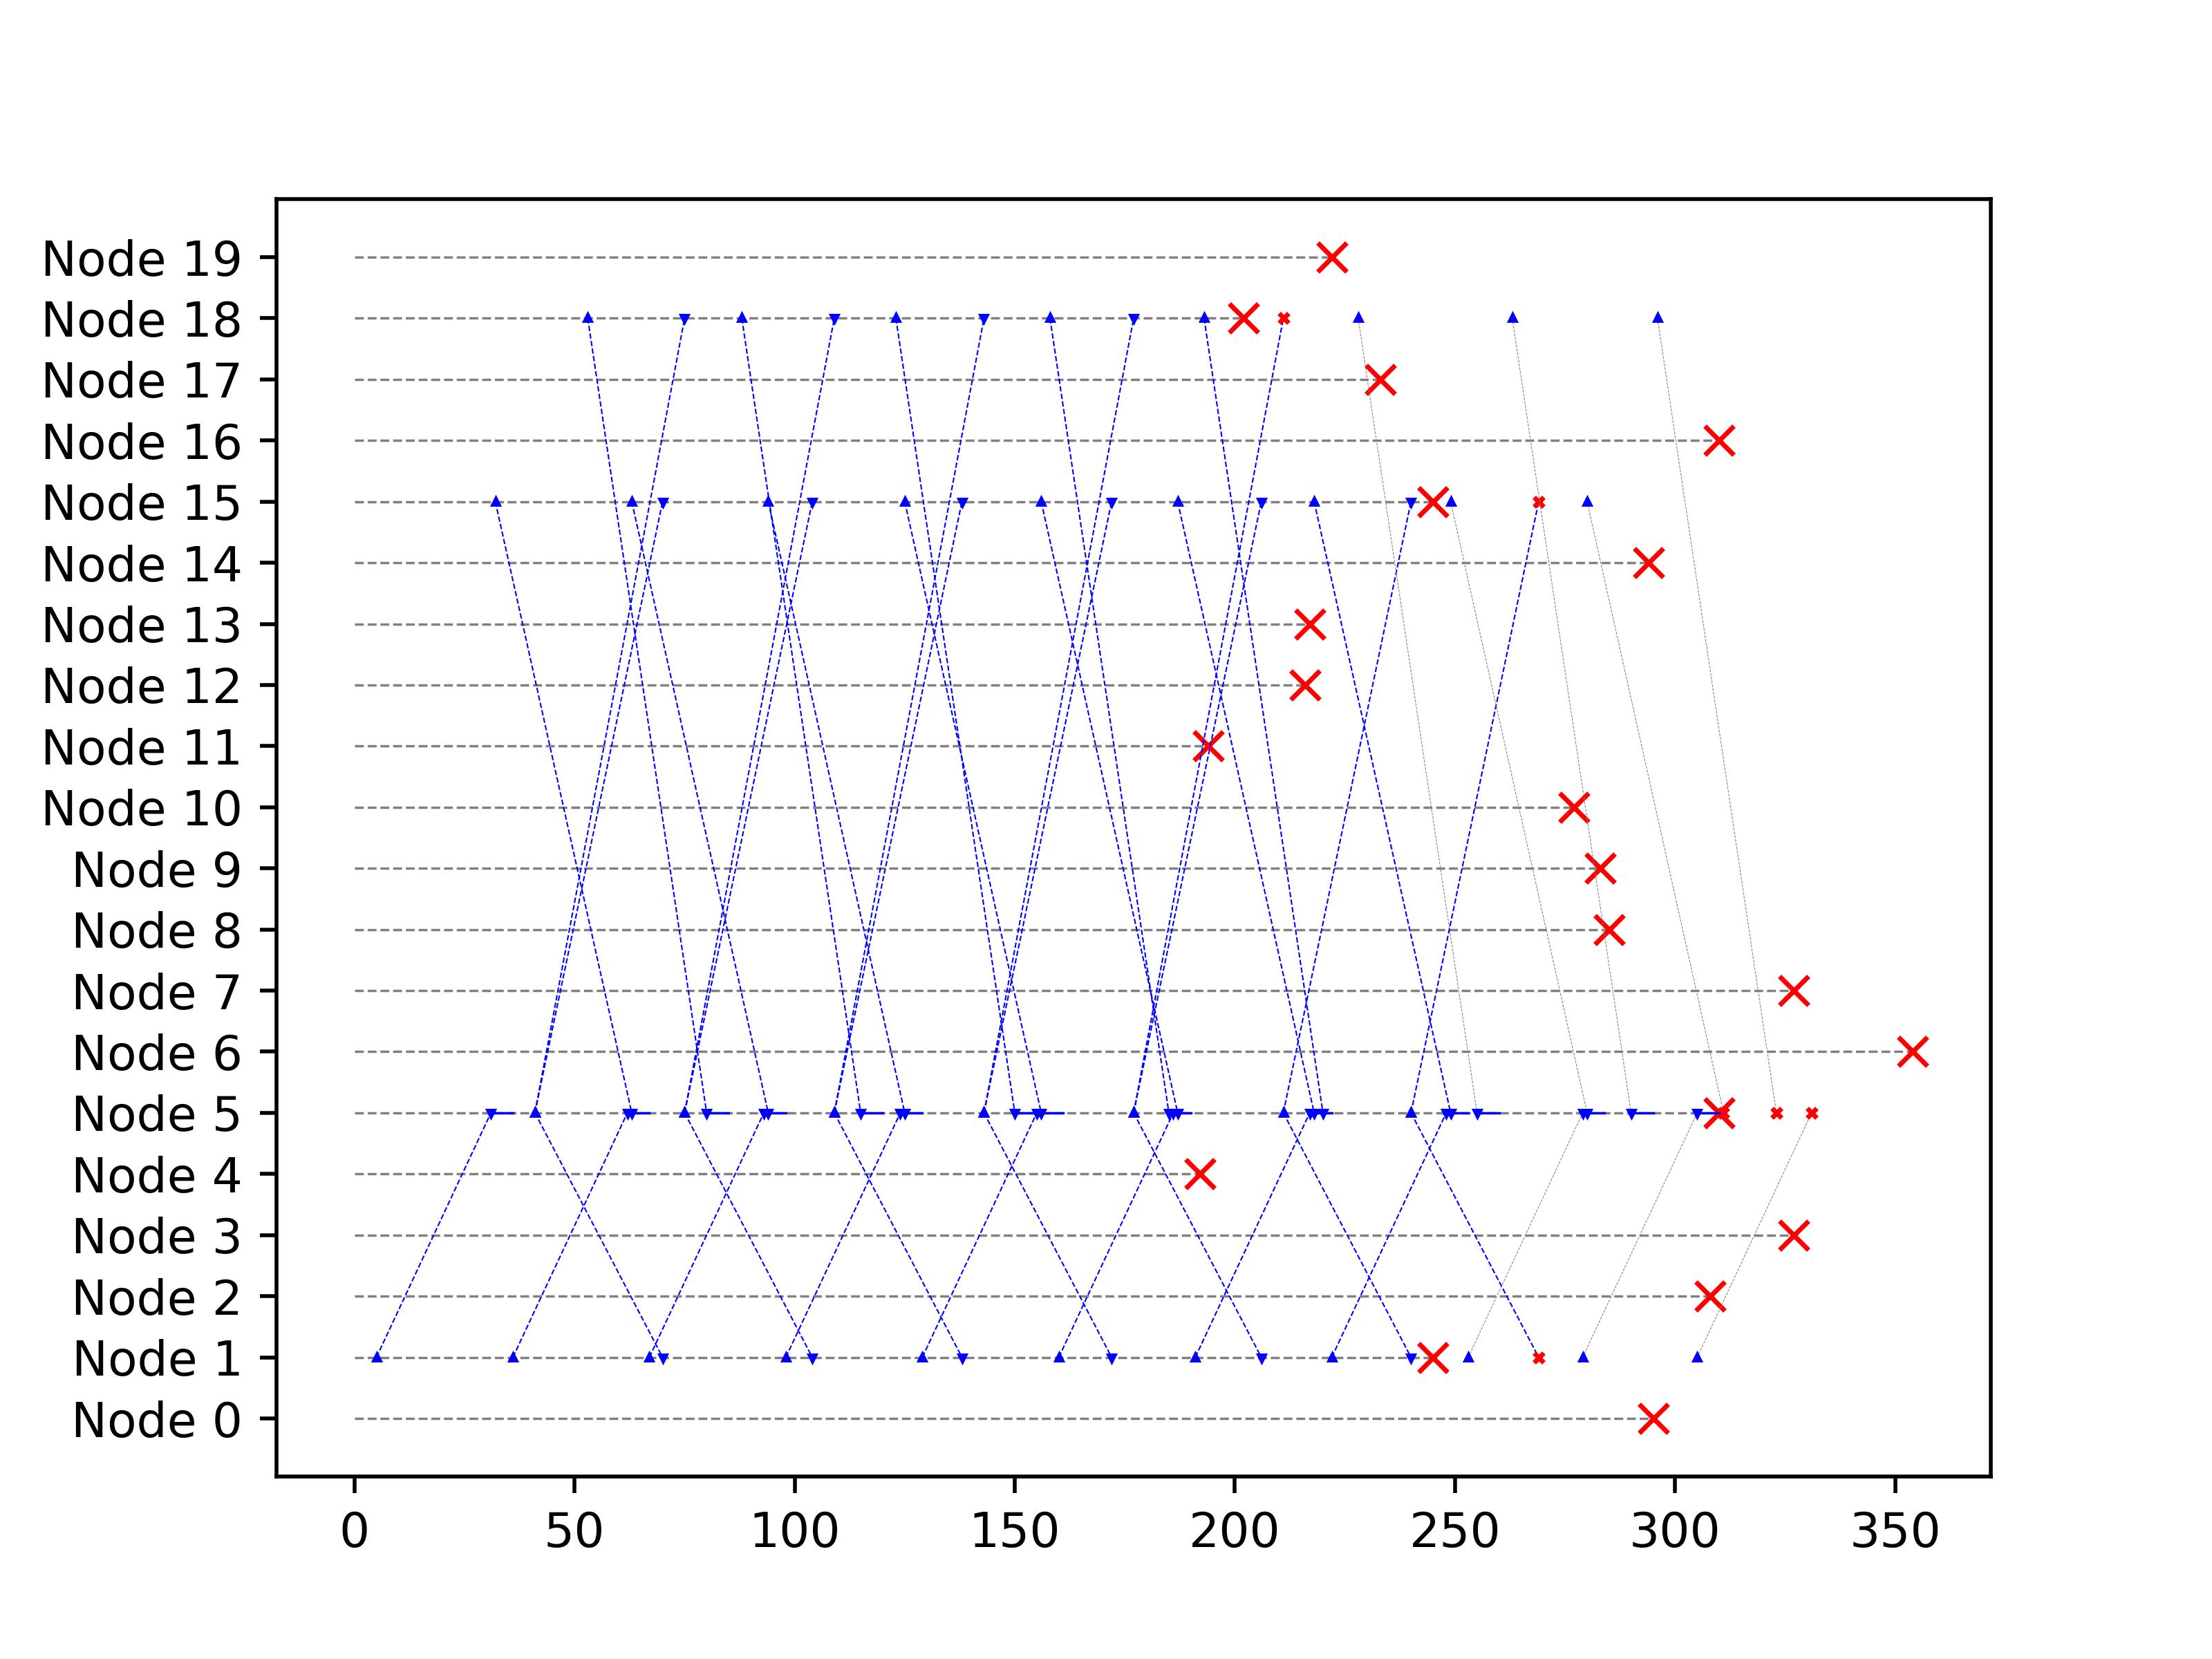 Node 19
Node 18
Node 17
Node 16
Node 15
Node 14
Node 13
Node 12
Node 11
Node 10
Node 9
Node 8
Node 7
Node 6
Node 5
Node 4
Node 3
Node 2
Node 1
Node 0
0 50 100 150 200 250 300 350